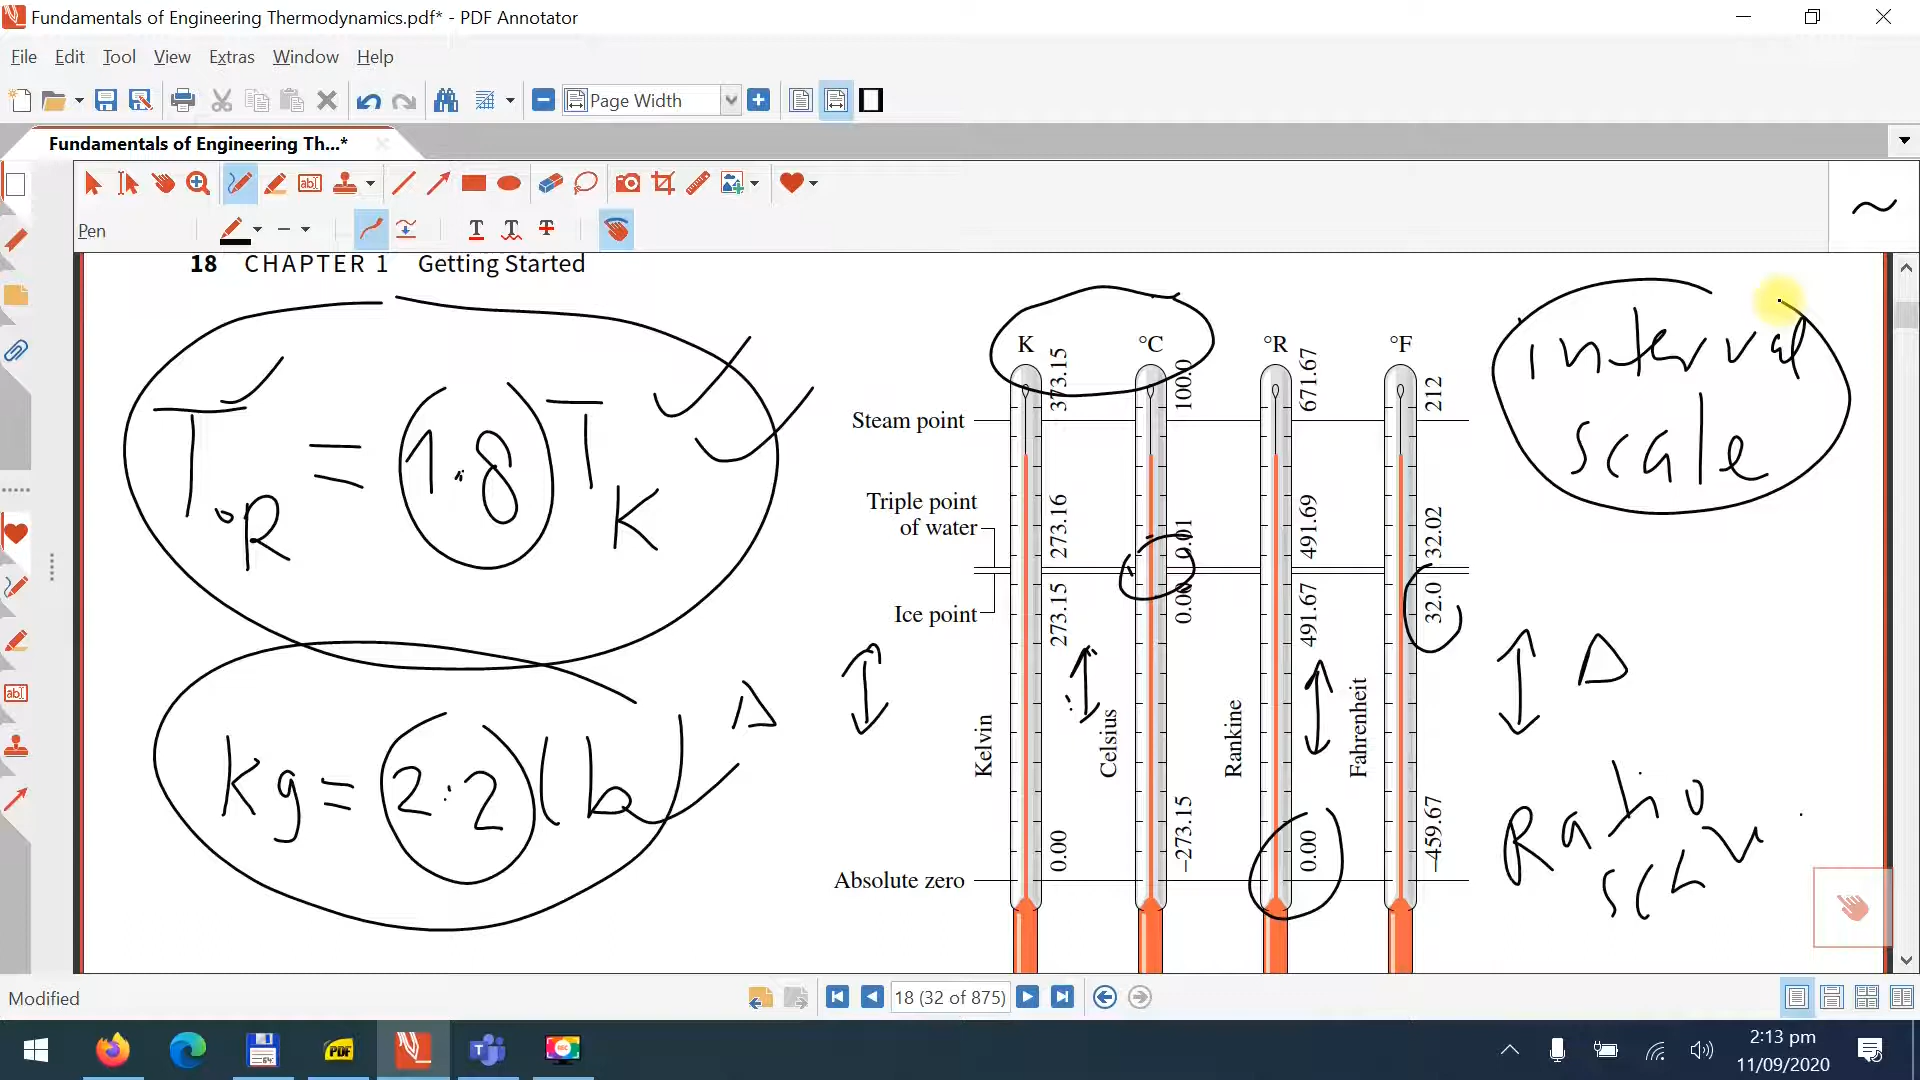 Fundamentals of Engineering Thermodynamics.pdf* - PDF Annotator
File Edit Tool View Extras Window Help
Page Width
Fundamentals of Engineering Th...*
Pen
18 CHAPTER 1 Getting Started
T°R = (1.8) TK
kg = 2.2 (lb)
Δ
K °C °R °F
373.15 100.0 671.67 212
Steam point
Triple point
of water
273.16 0.01 491.69 32.02
Ice point
273.15 0.00 491.67 32.0
Kelvin Celsius Rankine Fahrenheit
0.00 −273.15 0.00 −459.67
Absolute zero
interval
scale
Δ
Ratio
Modified
18 (32 of 875)
PDF
REC
2:13 pm
11/09/2020